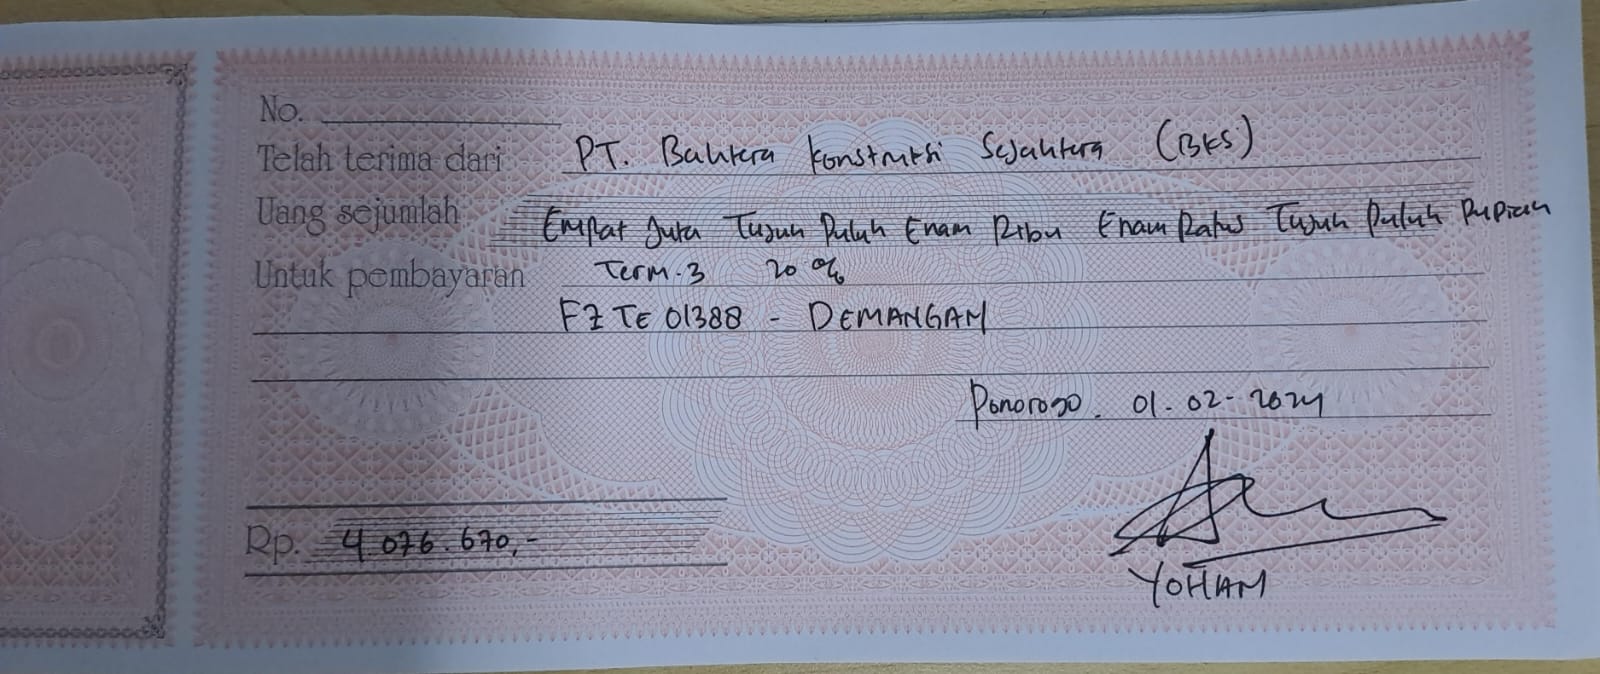 No.
Telah terima dari PT. Bahtera Konstruksi Sejahtera (BKS)
Uang sejumlah Empat Juta Tujuh Puluh Enam Ribu Enam Ratus Tujuh Puluh Rupiah
Untuk pembayaran Term.3 20 %
FZ TE 01388 - DEMANGAN
Ponorogo. 01-02-2024
Rp. 4.076.670,-
YOHAN